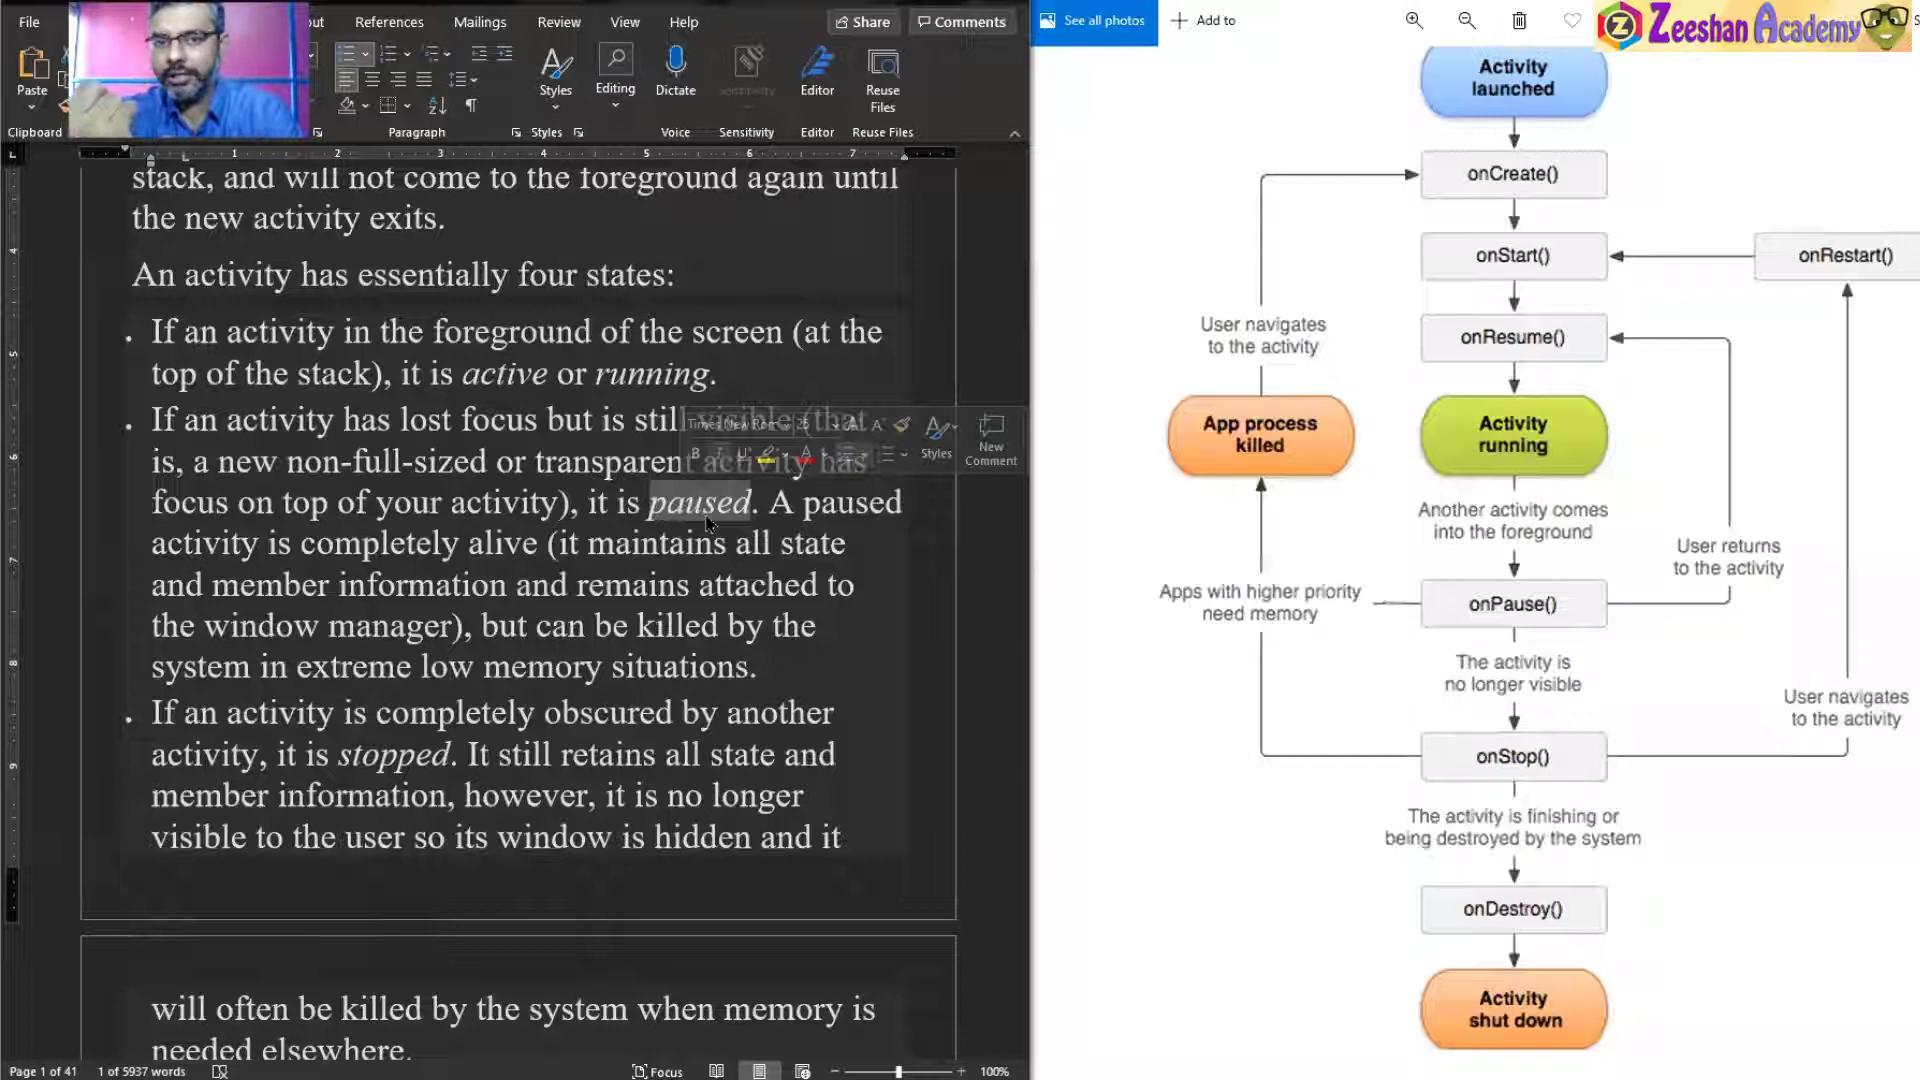 File
out
References
Mailings
Review
View
Help
Share
Comments
Paste
Styles
Editing
Dictate
sensitivity
Editor
Reuse
Files
Clipboard
Paragraph
Styles
Voice
Sensitivity
Editor
Reuse Files
1
2
3
4
5
6
7
stack, and will not come to the foreground again until
the new activity exits.
An activity has essentially four states:
If an activity in the foreground of the screen (at the
top of the stack), it is active or running.
If an activity has lost focus but is still visible (that
is, a new non-full-sized or transparent activity has
focus on top of your activity), it is paused. A paused
activity is completely alive (it maintains all state
and member information and remains attached to
the window manager), but can be killed by the
system in extreme low memory situations.
If an activity is completely obscured by another
activity, it is stopped. It still retains all state and
member information, however, it is no longer
visible to the user so its window is hidden and it
will often be killed by the system when memory is
needed elsewhere.
Styles
New
Comment
Page 1 of 41
1 of 5937 words
Focus
100%
See all photos
Add to
Zeeshan Academy
Activity
launched
onCreate()
onStart()
onRestart()
onResume()
User navigates
to the activity
App process
killed
Activity
running
Another activity comes
into the foreground
User returns
to the activity
Apps with higher priority
need memory
onPause()
The activity is
no longer visible
User navigates
to the activity
onStop()
The activity is finishing or
being destroyed by the system
onDestroy()
Activity
shut down